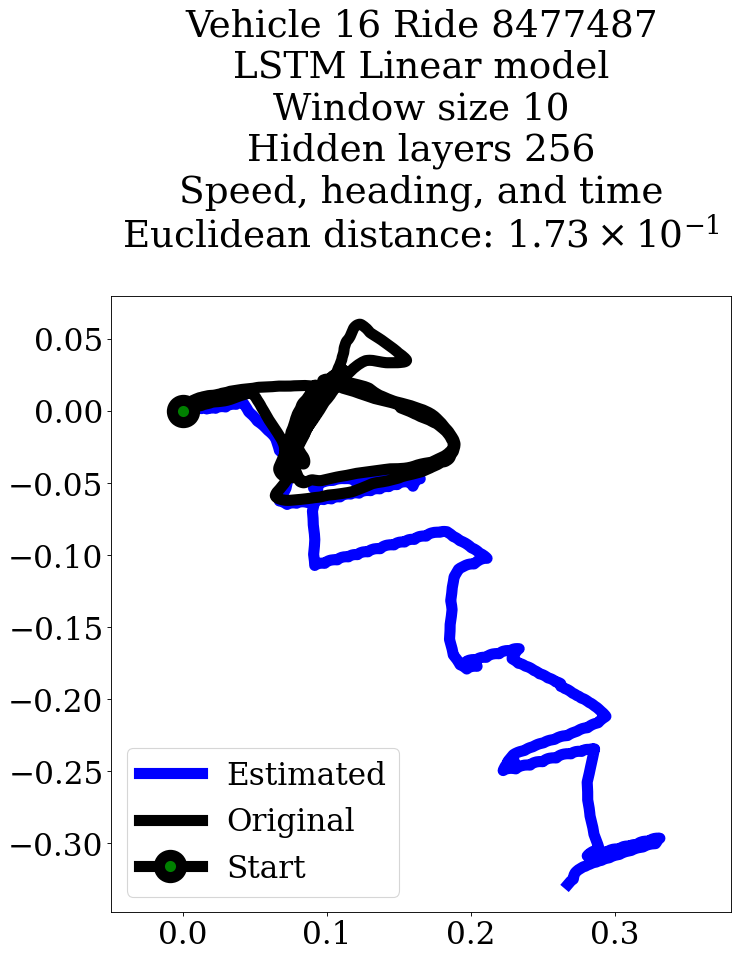 Vehicle 16 Ride 8477487
LSTM Linear model
Window size 10
Hidden layers 256
Speed, heading, and time
Euclidean distance: 1.73 × 10⁻¹
0.05
0.00
−0.05
−0.10
−0.15
−0.20
−0.25
−0.30
Estimated
Original
Start
0.0 0.1 0.2 0.3